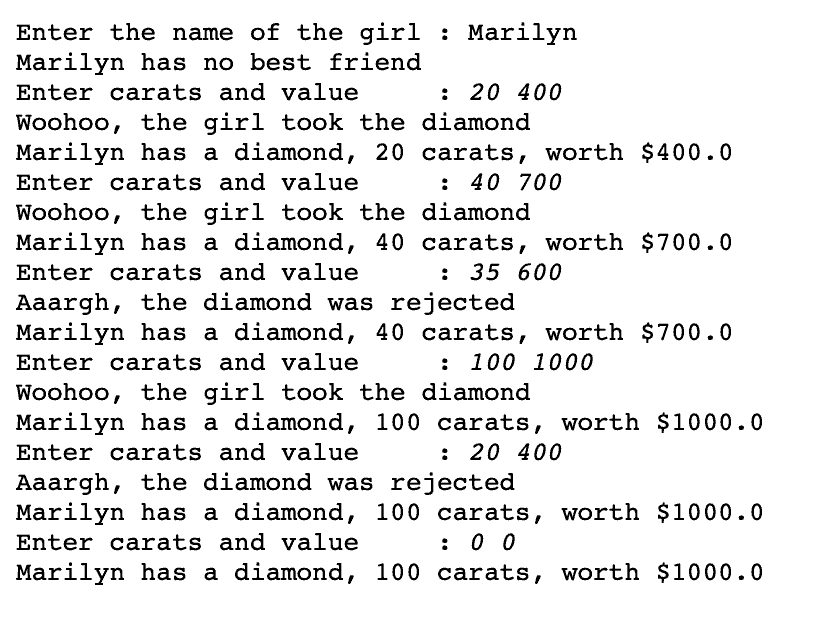 Enter the name of the girl : Marilyn
Marilyn has no best friend
Enter carats and value     : 20 400
Woohoo, the girl took the diamond
Marilyn has a diamond, 20 carats, worth $400.0
Enter carats and value     : 40 700
Woohoo, the girl took the diamond
Marilyn has a diamond, 40 carats, worth $700.0
Enter carats and value     : 35 600
Aaargh, the diamond was rejected
Marilyn has a diamond, 40 carats, worth $700.0
Enter carats and value     : 100 1000
Woohoo, the girl took the diamond
Marilyn has a diamond, 100 carats, worth $1000.0
Enter carats and value     : 20 400
Aaargh, the diamond was rejected
Marilyn has a diamond, 100 carats, worth $1000.0
Enter carats and value     : 0 0
Marilyn has a diamond, 100 carats, worth $1000.0